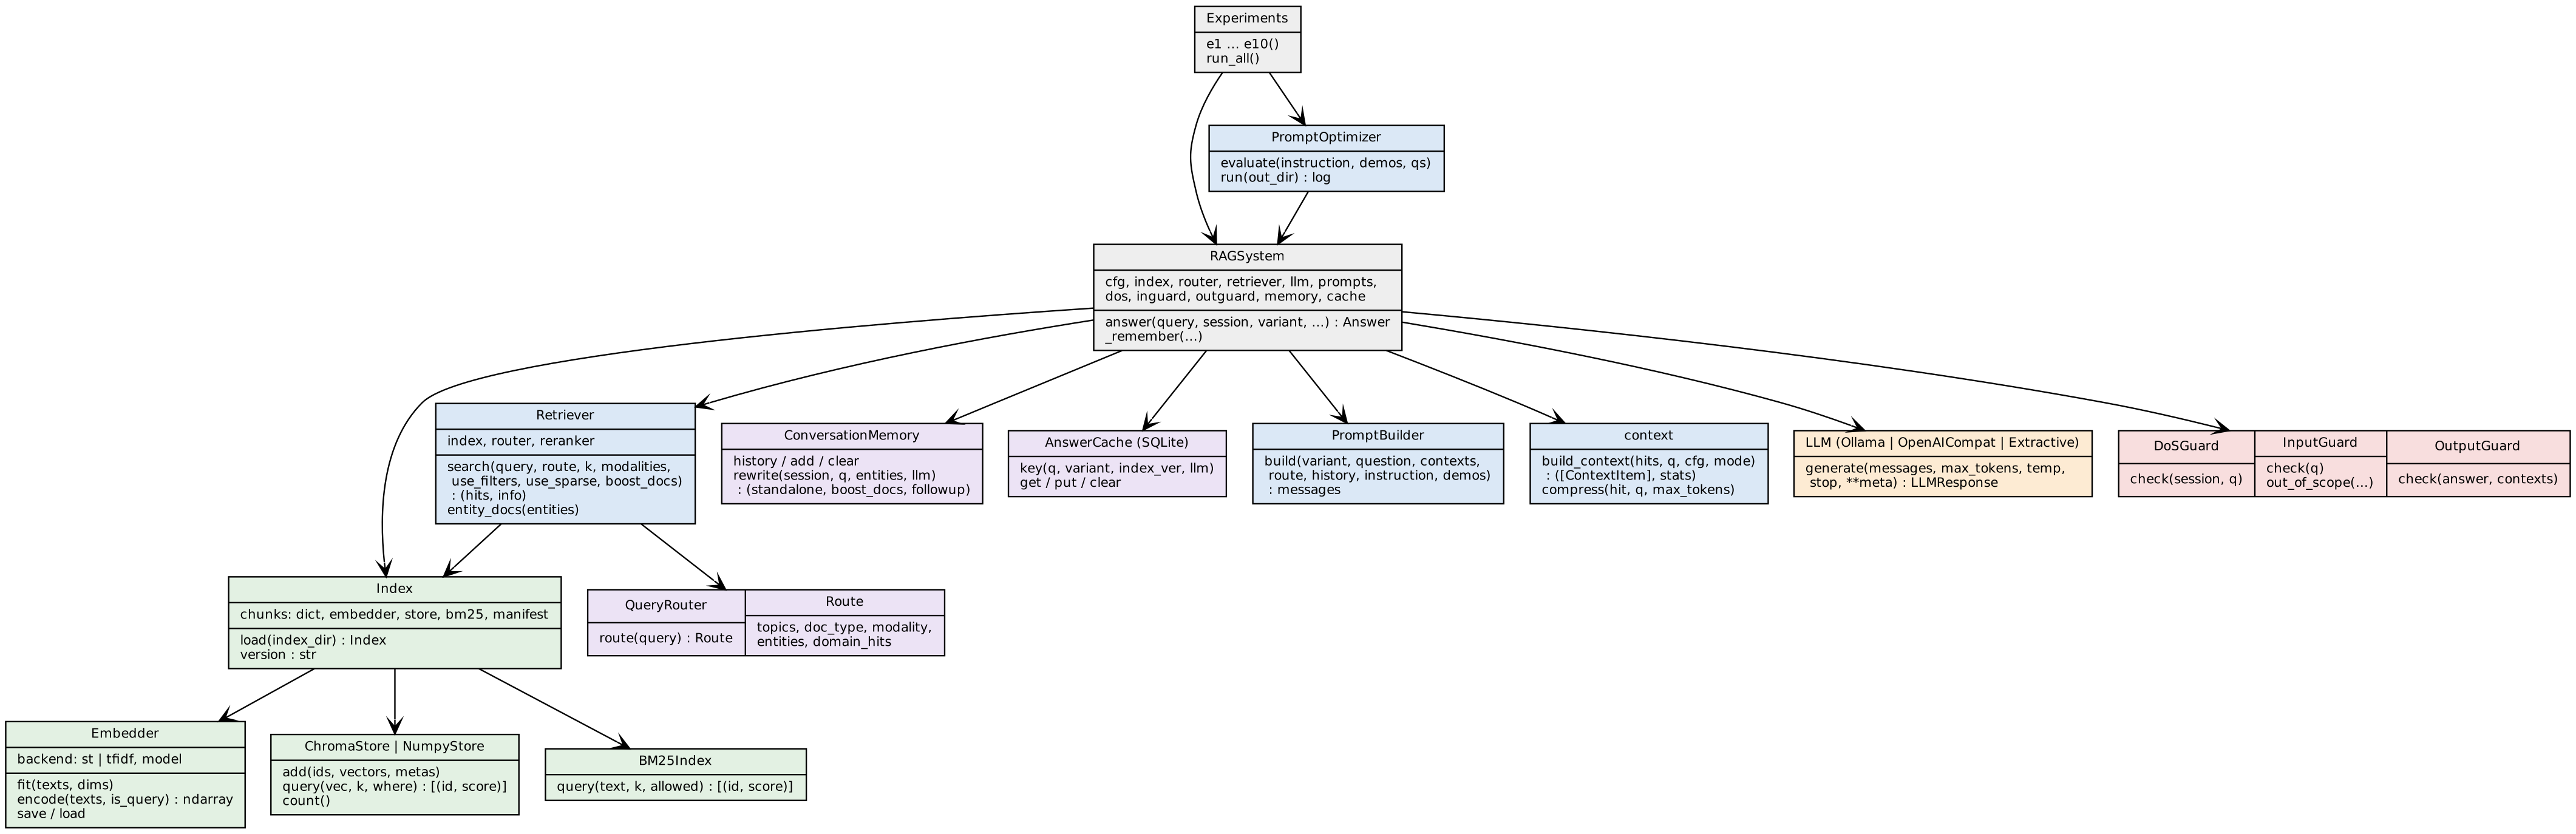 Experiments
e1 ... e10()
run_all()
PromptOptimizer
evaluate(instruction, demos, qs)
run(out_dir) : log
RAGSystem
cfg, index, router, retriever, llm, prompts,
dos, inguard, outguard, memory, cache
answer(query, session, variant, ...) : Answer
_remember(...)
Retriever
index, router, reranker
search(query, route, k, modalities,
use_filters, use_sparse, boost_docs)
: (hits, info)
entity_docs(entities)
ConversationMemory
history / add / clear
rewrite(session, q, entities, llm)
: (standalone, boost_docs, followup)
AnswerCache (SQLite)
key(q, variant, index_ver, llm)
get / put / clear
PromptBuilder
build(variant, question, contexts,
route, history, instruction, demos)
: messages
context
build_context(hits, q, cfg, mode)
: ([ContextItem], stats)
compress(hit, q, max_tokens)
LLM (Ollama | OpenAICompat | Extractive)
generate(messages, max_tokens, temp,
stop, **meta) : LLMResponse
DoSGuard
check(session, q)
InputGuard
check(q)
out_of_scope(...)
OutputGuard
check(answer, contexts)
Index
chunks: dict, embedder, store, bm25, manifest
load(index_dir) : Index
version : str
QueryRouter
route(query) : Route
Route
topics, doc_type, modality,
entities, domain_hits
Embedder
backend: st | tfidf, model
fit(texts, dims)
encode(texts, is_query) : ndarray
save / load
ChromaStore | NumpyStore
add(ids, vectors, metas)
query(vec, k, where) : [(id, score)]
count()
BM25Index
query(text, k, allowed) : [(id, score)]